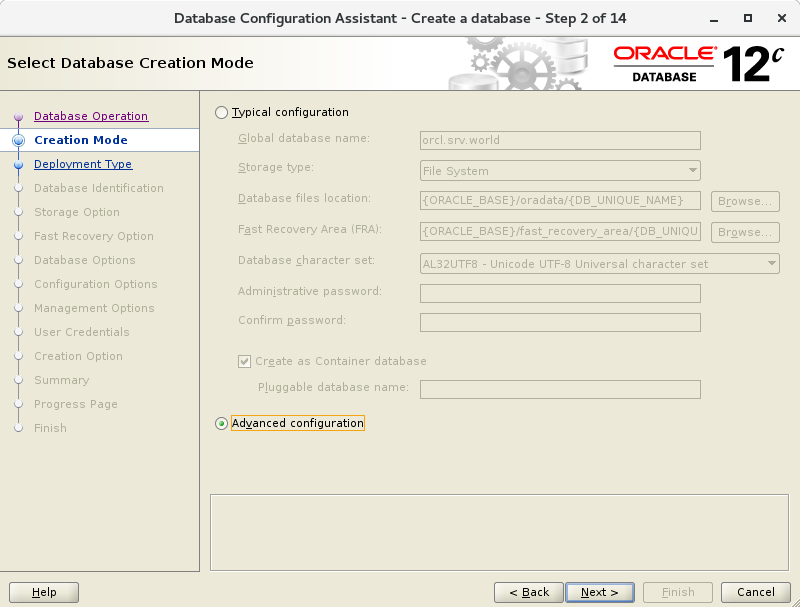 Database Configuration Assistant - Create a database - Step 2 of 14
Select Database Creation Mode
ORACLE®
DATABASE
12c
Database Operation
Creation Mode
Deployment Type
Database Identification
Storage Option
Fast Recovery Option
Database Options
Configuration Options
Management Options
User Credentials
Creation Option
Summary
Progress Page
Finish
Typical configuration
Global database name: orcl.srv.world
Storage type: File System
Database files location: {ORACLE_BASE}/oradata/{DB_UNIQUE_NAME} Browse...
Fast Recovery Area (FRA): {ORACLE_BASE}/fast_recovery_area/{DB_UNIQU Browse...
Database character set: AL32UTF8 - Unicode UTF-8 Universal character set
Administrative password:
Confirm password:
Create as Container database
Pluggable database name:
Advanced configuration
Help < Back Next > Finish Cancel